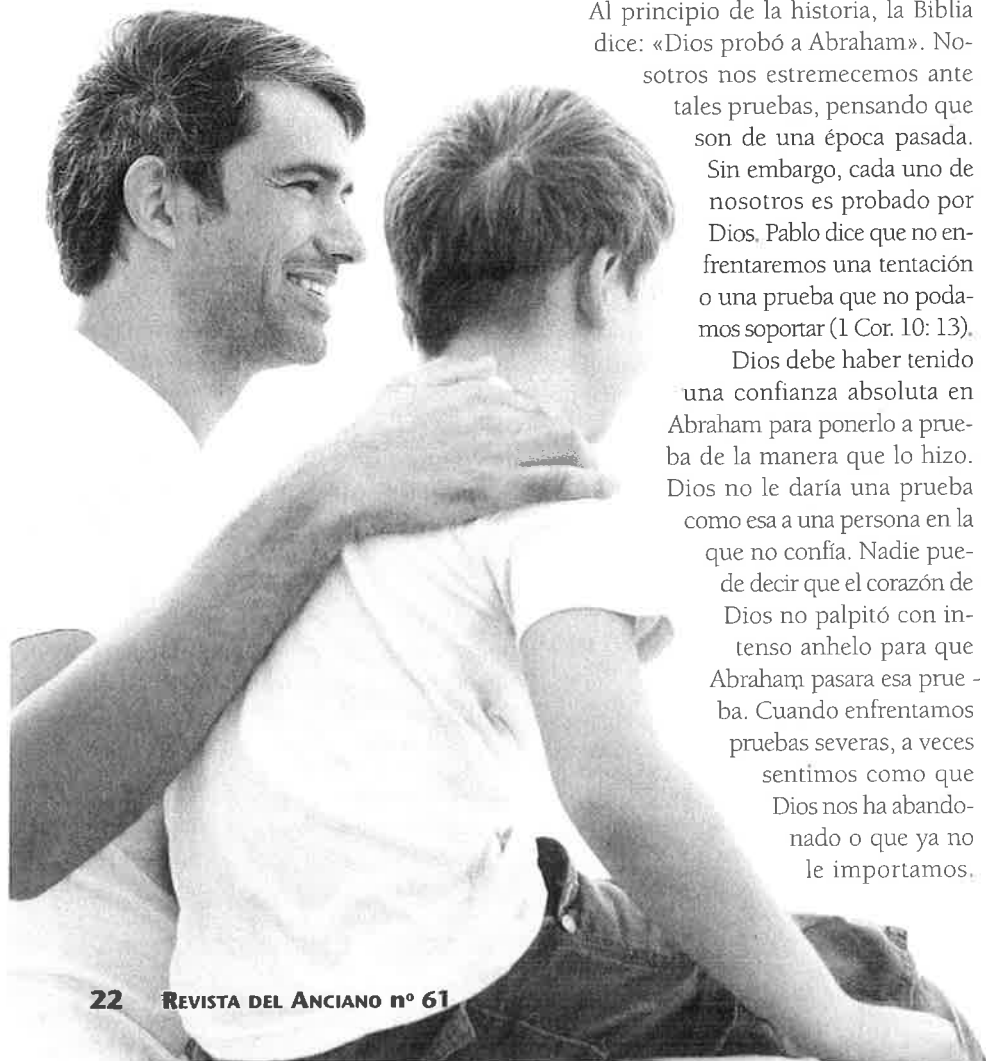 Al principio de la historia, la Biblia
dice: «Dios probó a Abraham». No-
sotros nos estremecemos ante
tales pruebas, pensando que
son de una época pasada.
Sin embargo, cada uno de
nosotros es probado por
Dios. Pablo dice que no en-
frentaremos una tentación
o una prueba que no poda-
mos soportar (1 Cor. 10: 13).
Dios debe haber tenido
una confianza absoluta en
Abraham para ponerlo a prue-
ba de la manera que lo hizo.
Dios no le daría una prueba
como esa a una persona en la
que no confía. Nadie pue-
de decir que el corazón de
Dios no palpitó con in-
tenso anhelo para que
Abraham pasara esa prue -
ba. Cuando enfrentamos
pruebas severas, a veces
sentimos como que
Dios nos ha abando-
nado o que ya no
le importamos.
22 REVISTA DEL ANCIANO nº 61